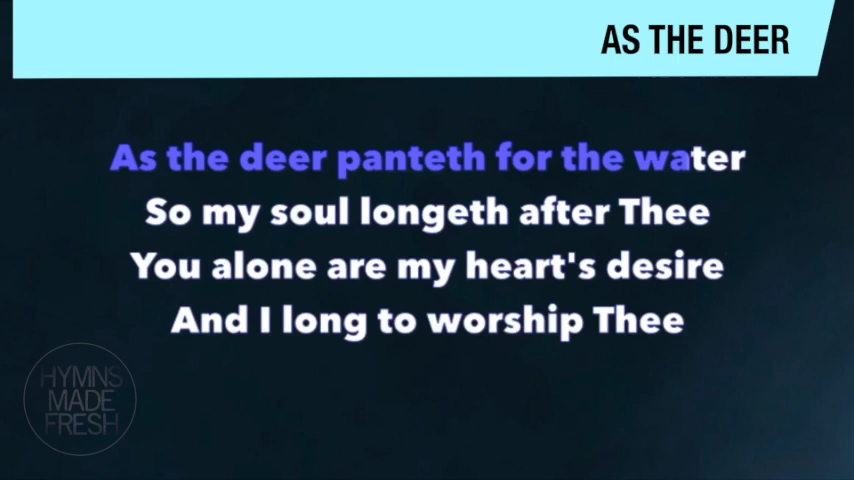 AS THE DEER
As the deer panteth for the water
So my soul longeth after Thee
You alone are my heart's desire
And I long to worship Thee
HYMNS
MADE
FRESH